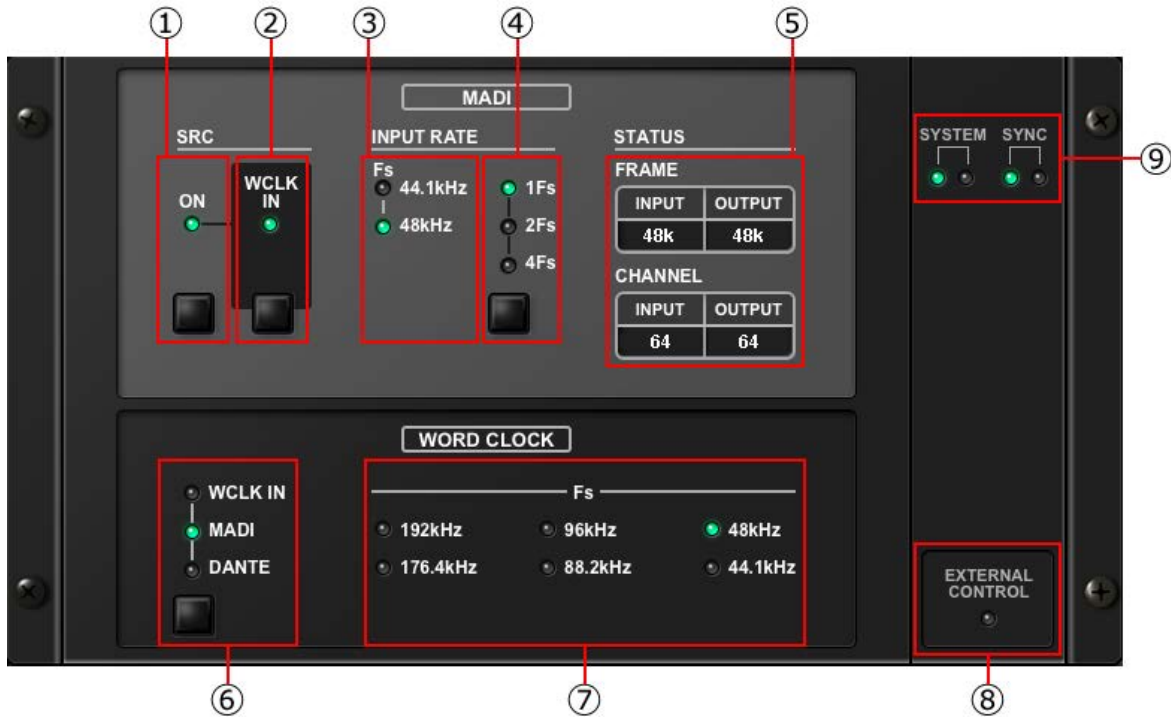 ① ② ③ ④ ⑤
MADI
SRC
INPUT RATE
STATUS
SYSTEM SYNC
⑨
ON
WCLK IN
Fs
44.1kHz
48kHz
1Fs
2Fs
4Fs
FRAME
INPUT OUTPUT
48k 48k
CHANNEL
INPUT OUTPUT
64 64
WORD CLOCK
WCLK IN
MADI
DANTE
Fs
192kHz 96kHz 48kHz
176.4kHz 88.2kHz 44.1kHz
EXTERNAL
CONTROL
⑥ ⑦ ⑧